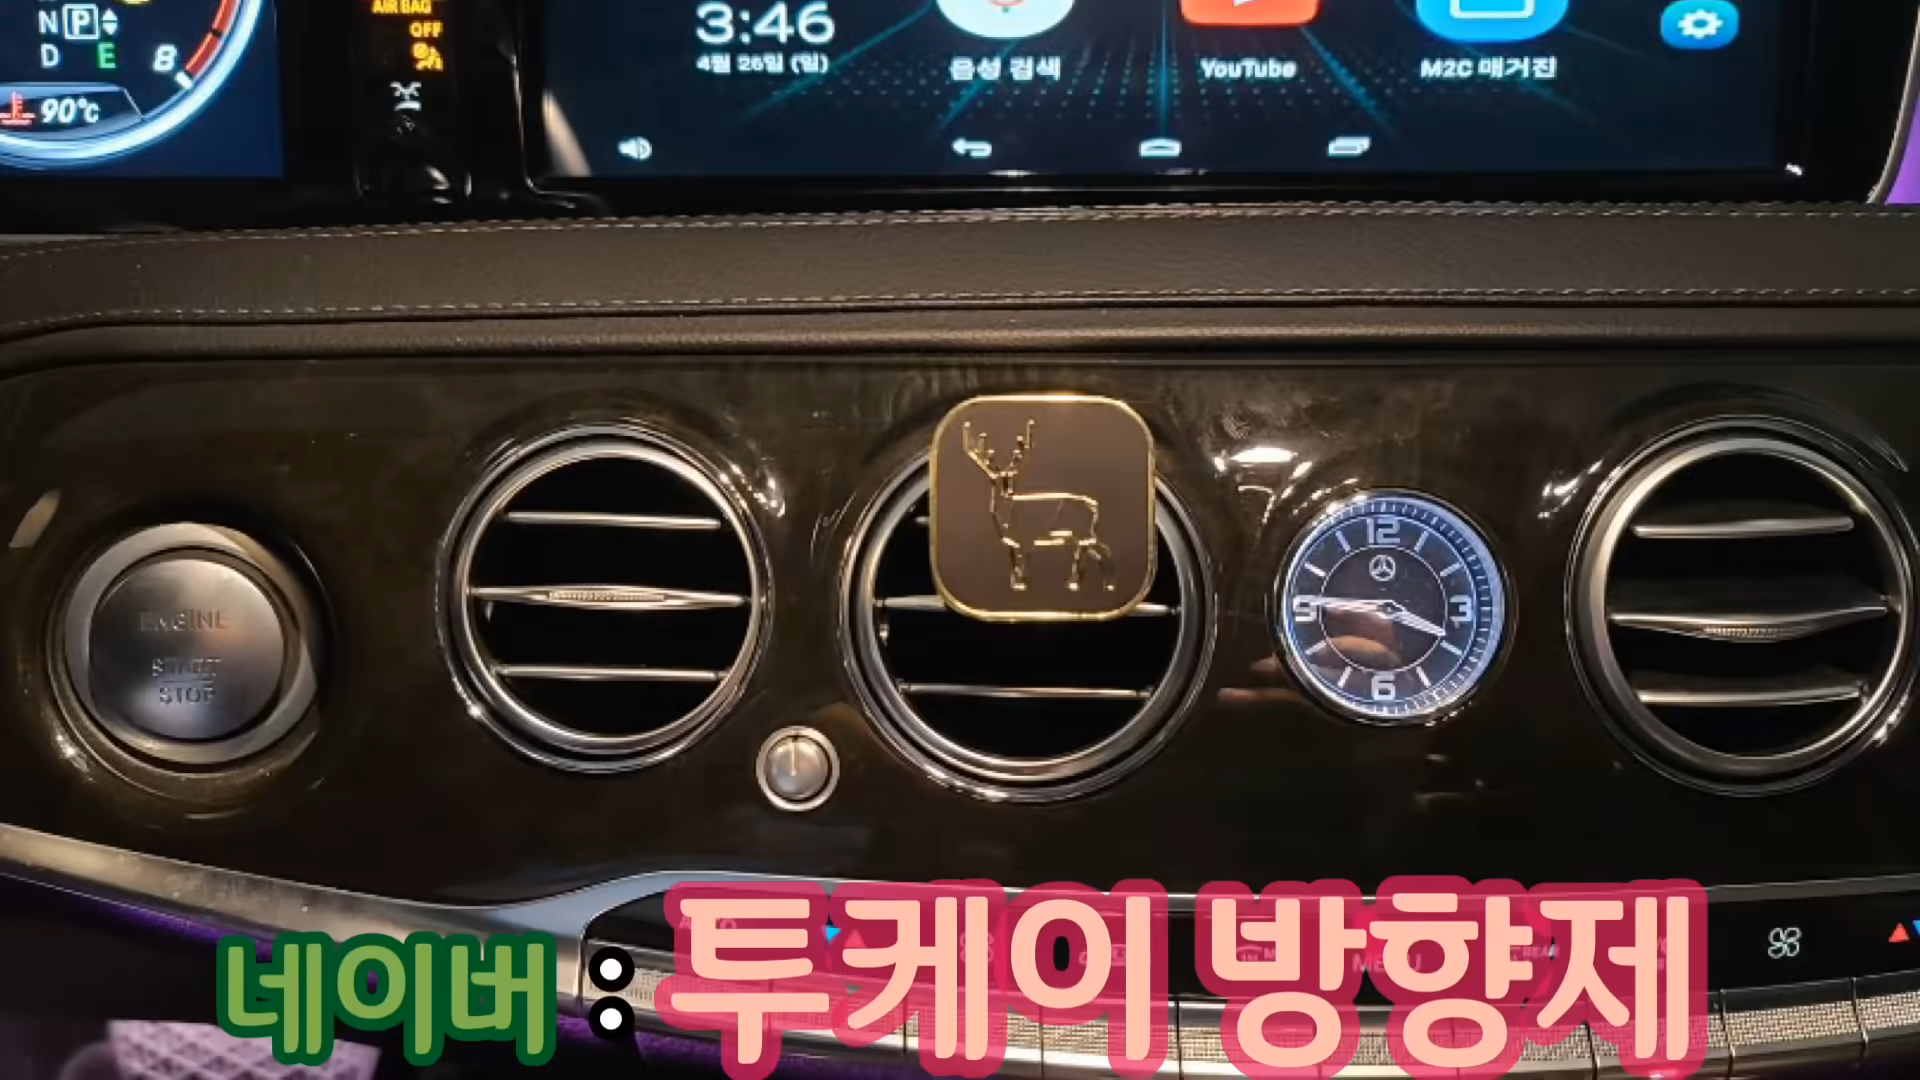 AIR BAG
OFF
N P
D E
8
90°C
3:46
4월 26일 (일)
음성 검색
YouTube
M2C 매거진
ENGINE
START
STOP
12
3
6
9
네이버 : 투케이 방향제